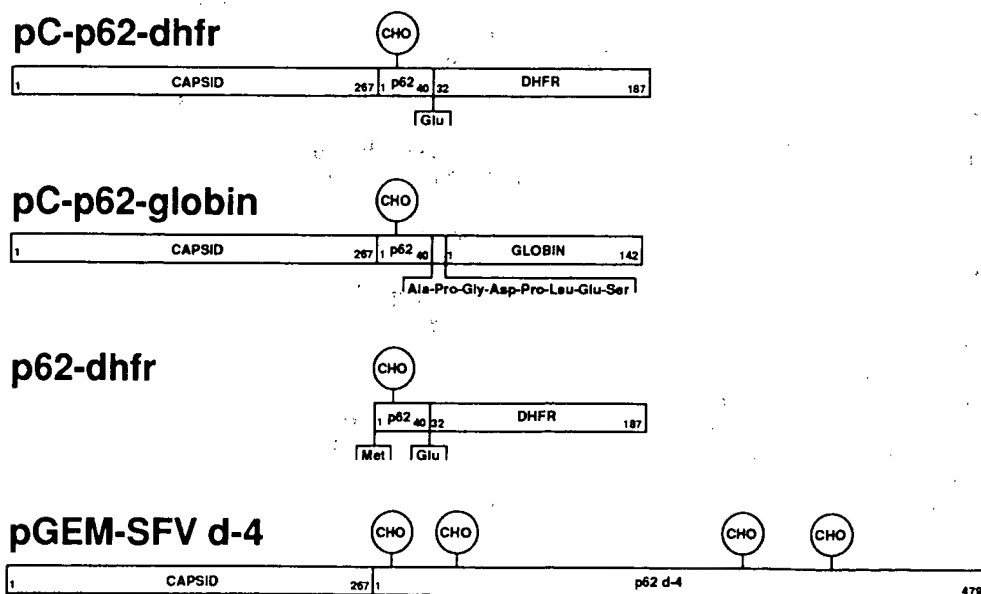 pC-p62-dhfr
CHO
1 CAPSID 267 1 p62 40 32 DHFR 187
Glu
pC-p62-globin
CHO
1 CAPSID 267 1 p62 40 1 GLOBIN 142
Ala-Pro-Gly-Asp-Pro-Leu-Glu-Ser
p62-dhfr
CHO
1 p62 40 32 DHFR 187
Met Glu
pGEM-SFV d-4
CHO CHO CHO CHO
1 CAPSID 267 1 p62 d-4 479